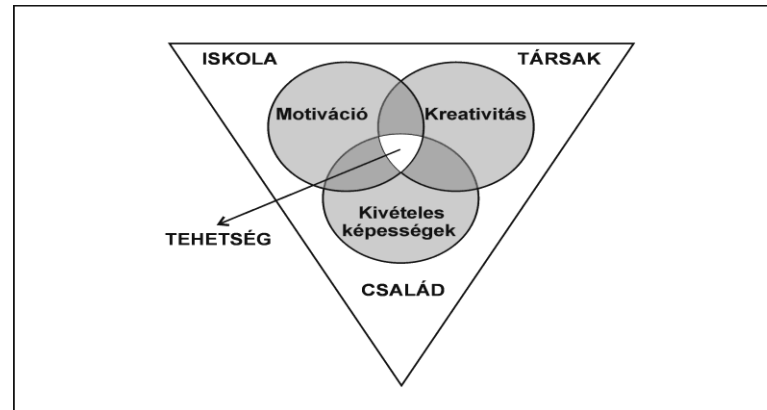 ISKOLA
TÁRSAK
Motiváció
Kreativitás
Kivételes
képességek
TEHETSÉG
CSALÁD